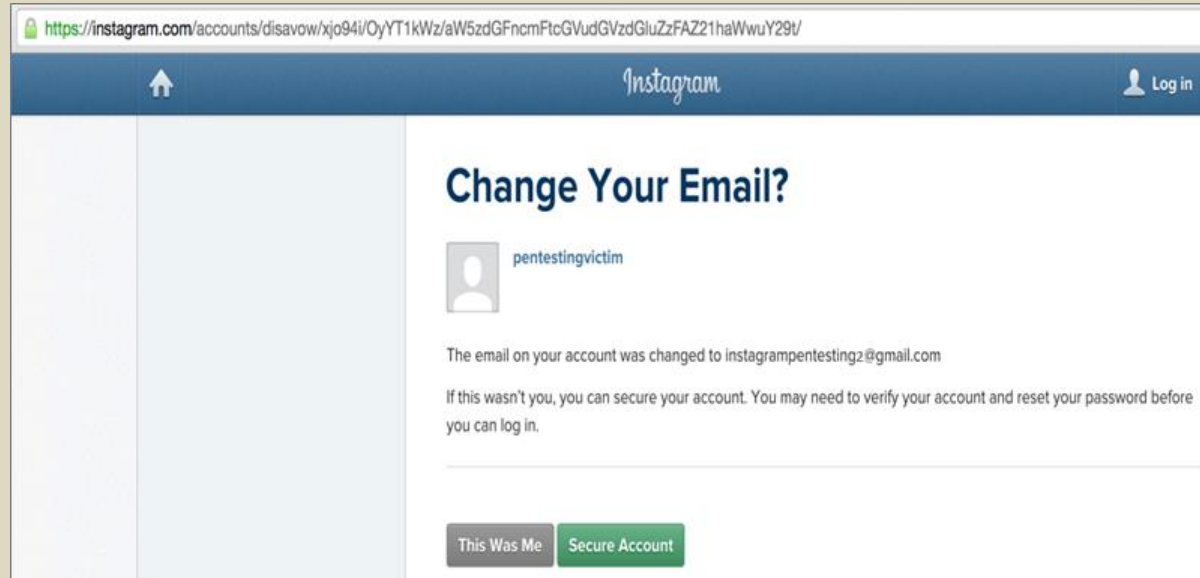 https://instagram.com/accounts/disavow/xjo94i/OyYT1kWz/aW5zdGFncmFtcGVudGVzdGluZzFAZ21haWwuY29t/
Instagram
Log in
Change Your Email?
pentestingvictim
The email on your account was changed to instagrampentesting2@gmail.com
If this wasn't you, you can secure your account. You may need to verify your account and reset your password before
you can log in.
This Was Me
Secure Account